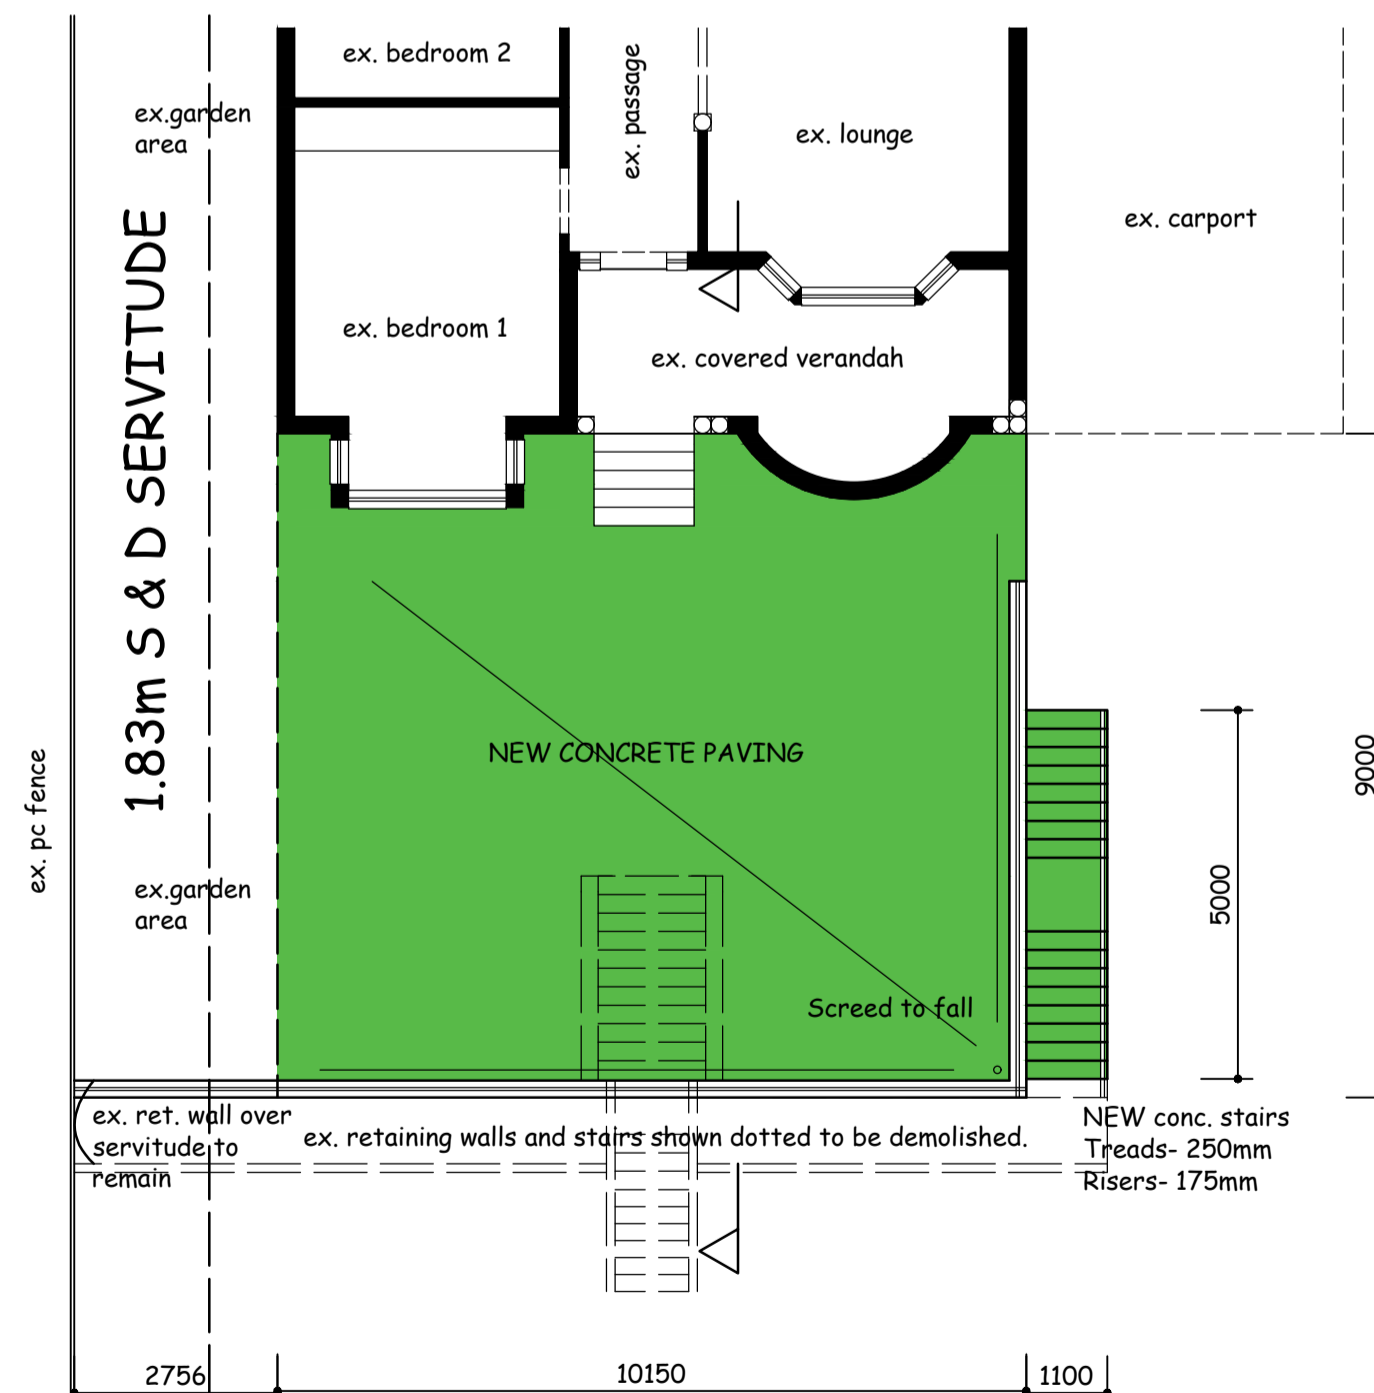 ex. bedroom 2
ex. passage
ex.garden
area
ex. lounge
ex. carport
1.83m S & D SERVITUDE
ex. bedroom 1
ex. covered verandah
NEW CONCRETE PAVING
ex. pc fence
9000
5000
ex.garden
area
Screed to fall
ex. ret. wall over
servitude to
remain
ex. retaining walls and stairs shown dotted to be demolished.
NEW conc. stairs
Treads- 250mm
Risers- 175mm
2756
10150
1100